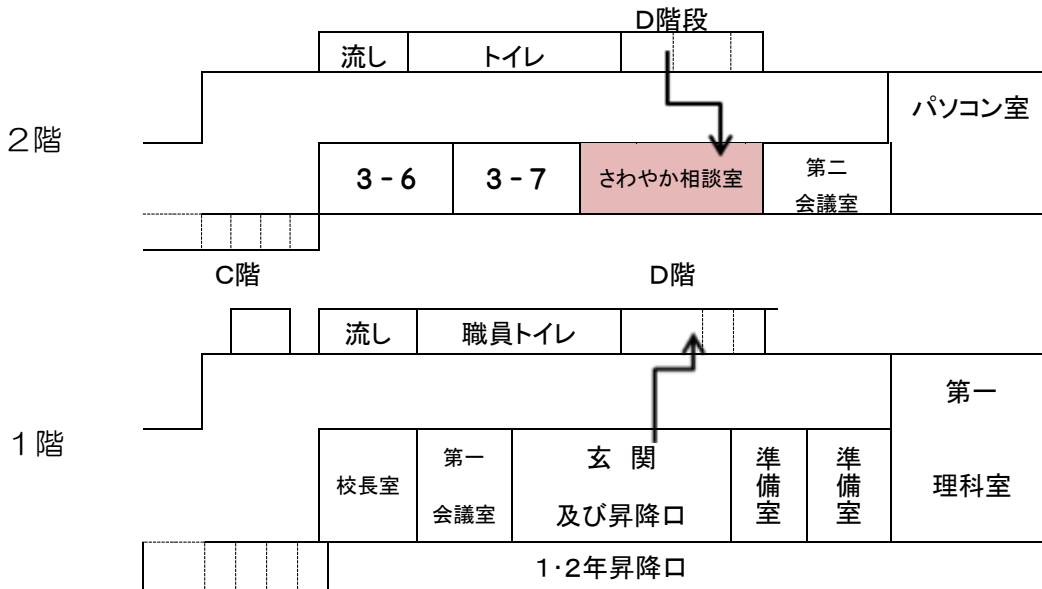 D階段
流し
トイレ
パソコン室
2階
3-6
3-7
さわやか相談室
第二
会議室
C階
D階
流し
職員トイレ
第一
理科室
1階
校長室
第一
会議室
玄 関
及び昇降口
準備室
準備室
1・2年昇降口